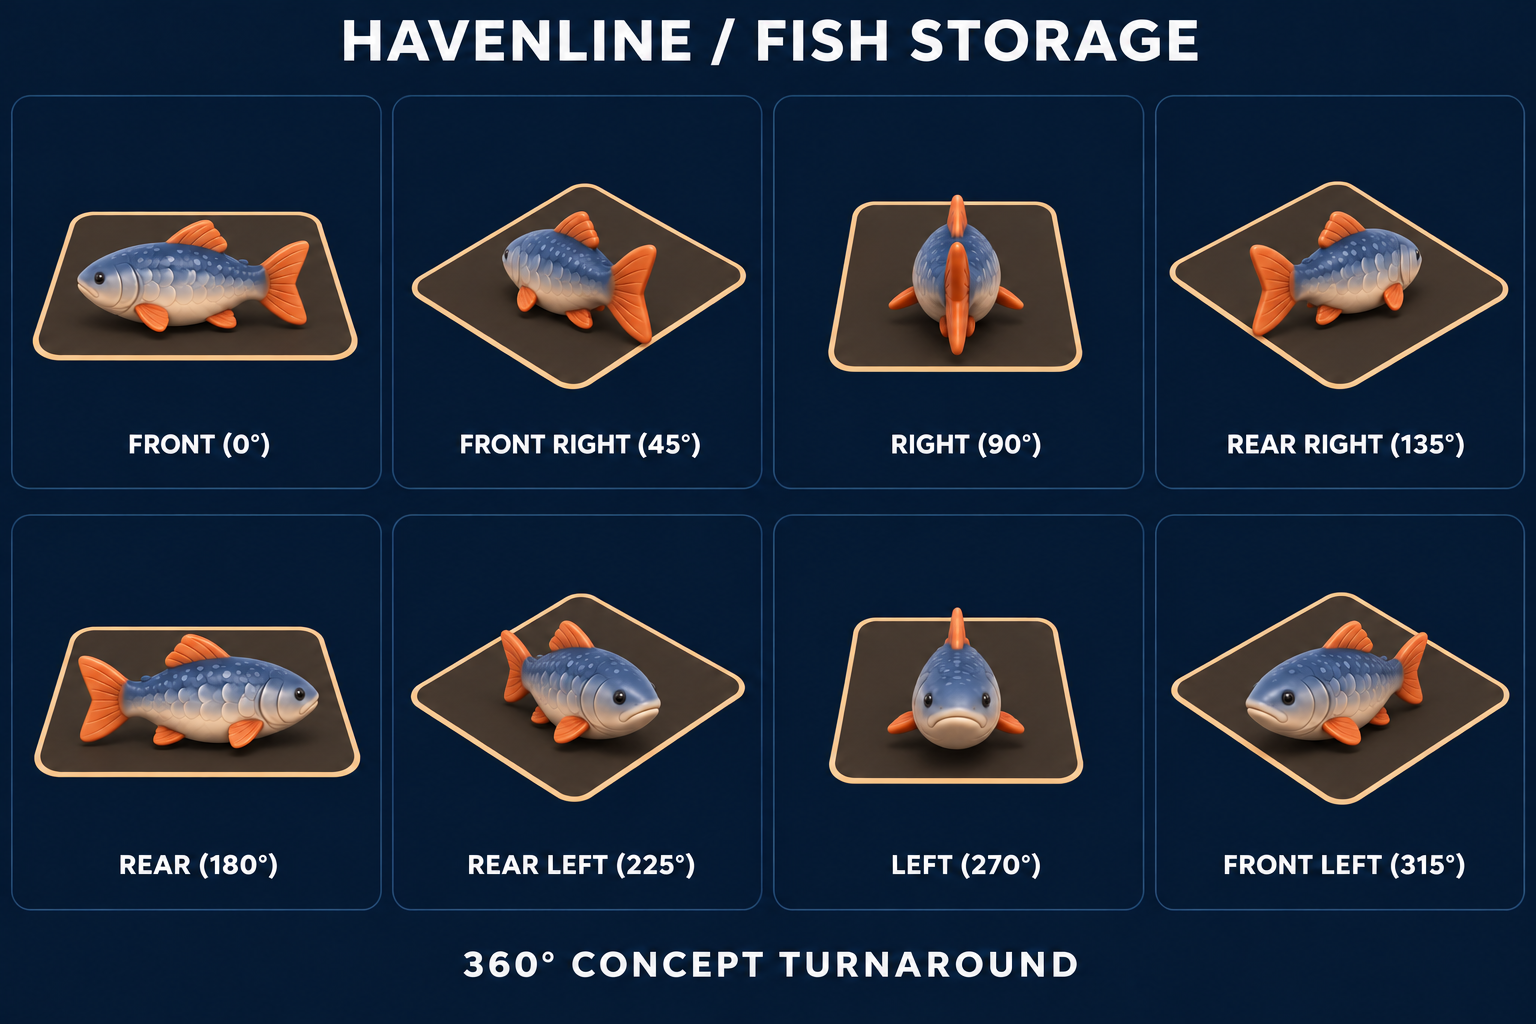 HAVENLINE / FISH STORAGE
FRONT (0°)
FRONT RIGHT (45°)
RIGHT (90°)
REAR RIGHT (135°)
REAR (180°)
REAR LEFT (225°)
LEFT (270°)
FRONT LEFT (315°)
360° CONCEPT TURNAROUND